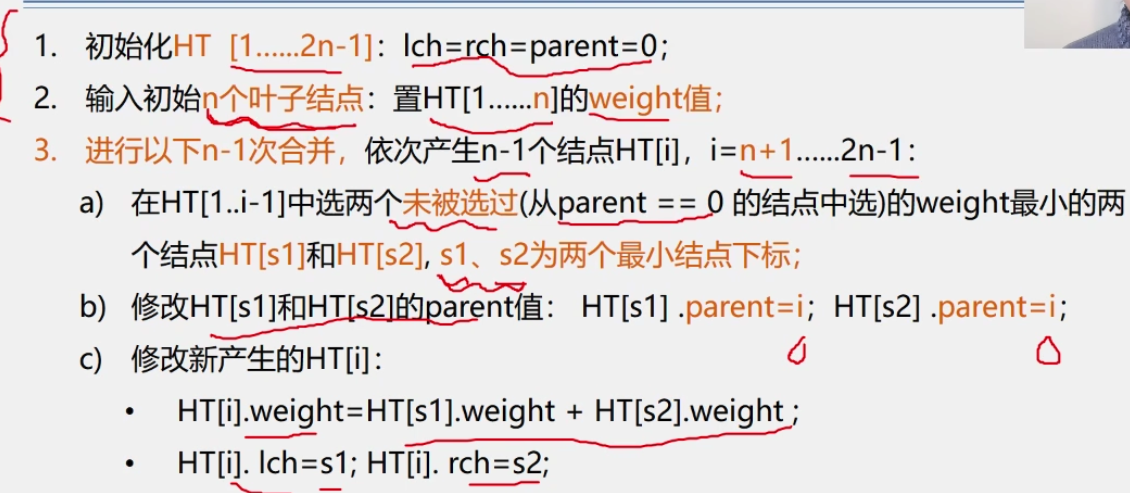 1. 初始化HT [1……2n-1]：lch=rch=parent=0；
2. 输入初始n个叶子结点：置HT[1……n]的weight值；
3. 进行以下n-1次合并，依次产生n-1个结点HT[i]，i=n+1……2n-1：
a) 在HT[1..i-1]中选两个未被选过(从parent == 0 的结点中选)的weight最小的两
个结点HT[s1]和HT[s2], s1、s2为两个最小结点下标；
b) 修改HT[s1]和HT[s2]的parent值： HT[s1] .parent=i；HT[s2] .parent=i；
c) 修改新产生的HT[i]：
• HT[i].weight=HT[s1].weight + HT[s2].weight ;
• HT[i]. lch=s1; HT[i]. rch=s2;